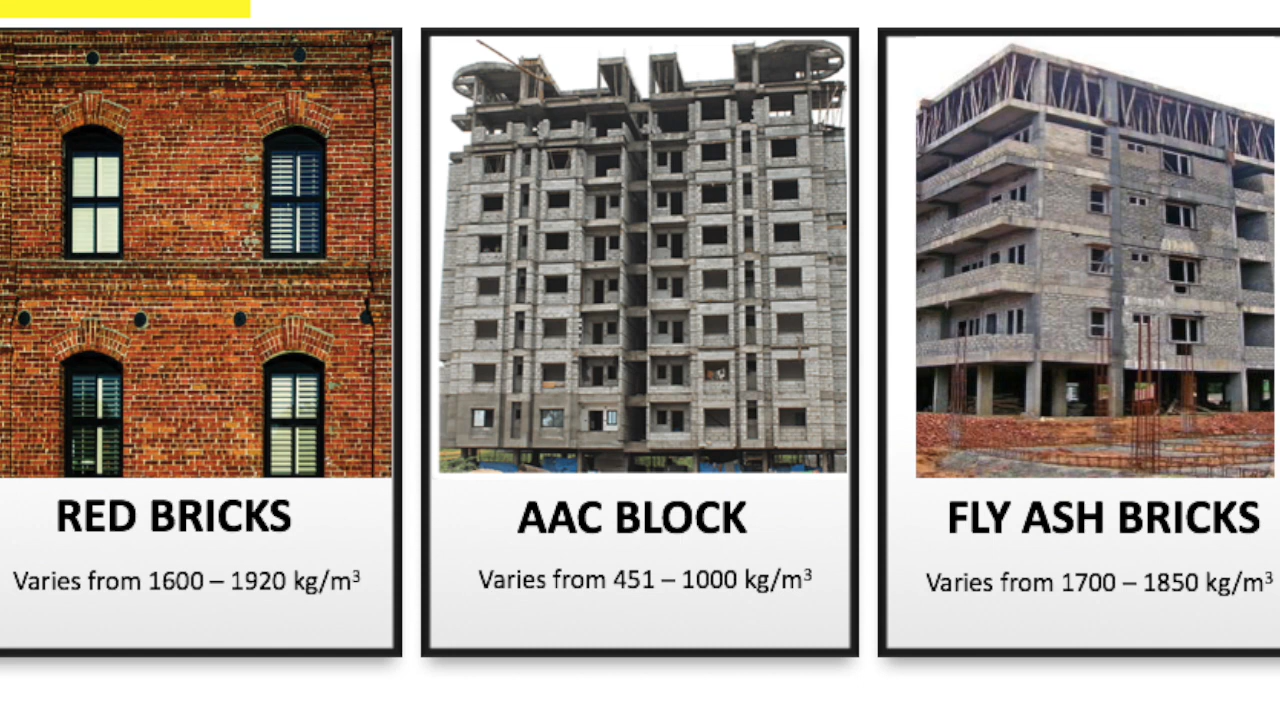 RED BRICKS
Varies from 1600 – 1920 kg/m³
AAC BLOCK
Varies from 451 – 1000 kg/m³
FLY ASH BRICKS
Varies from 1700 – 1850 kg/m³